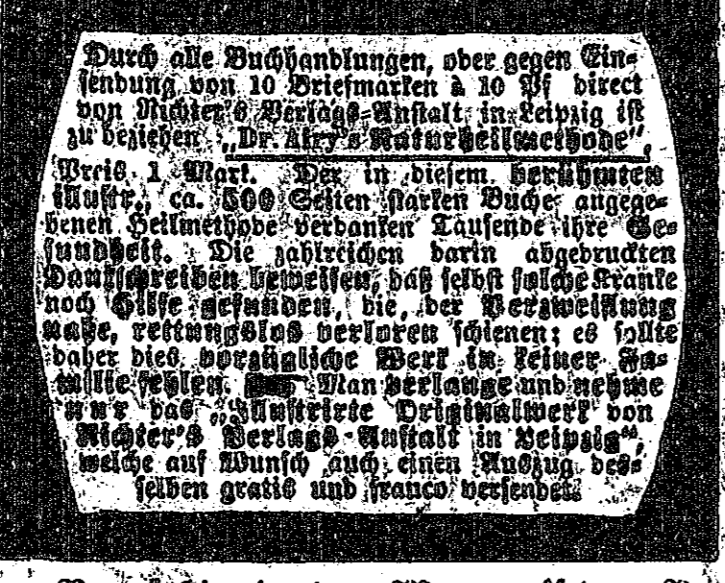 Durch alle Buchhandlungen, oder gegen Ein-
sendung von 10 Briefmarken à 10 Pf direct
von Richter's Verlags-Anstalt in Leipzig ist
zu beziehen: „Dr. Airy's Naturheilmethode“,
Preis 1 Mark. Der in diesem berühmten
illustr., ca. 500 Seiten starken Buche angege-
benen Heilmethode verdanken Tausende ihre Ge-
sundheit. Die zahlreichen darin abgedruckten
Dankschreiben beweisen, daß selbst solche Kranke
noch Hilfe gefunden, die, der Verzweiflung
nahe, rettungslos verloren schienen; es sollte
daher dies vorzügliche Werk in keiner Fa-
milie fehlen. Man verlange und nehme
nur das „Illustrirte Originalwerk von
Richter's Verlags-Anstalt in Leipzig“,
welche auf Wunsch auch einen Auszug des-
selben gratis und franco versendet.